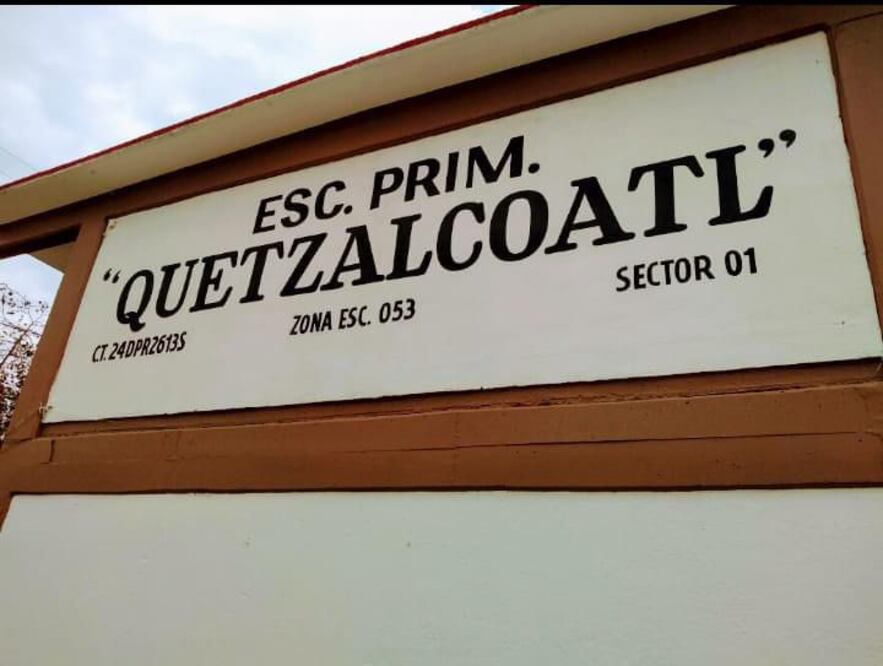 ESC. PRIM.
“QUETZALCOATL”
CT. 24DPR2613S ZONA ESC. 053 SECTOR 01